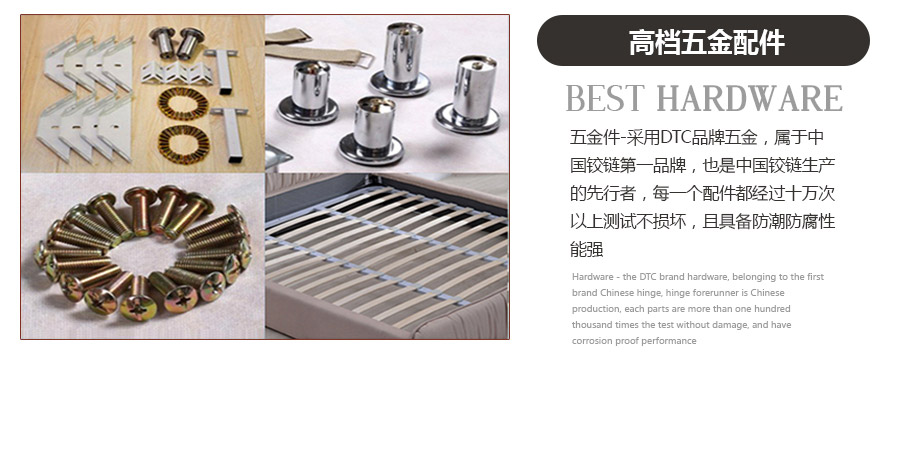 高档五金配件
BEST HARDWARE
五金件-采用DTC品牌五金，属于中
国铰链第一品牌，也是中国铰链生产
的先行者，每一个配件都经过十万次
以上测试不损坏，且具备防潮防腐性
能强
Hardware - the DTC brand hardware, belonging to the first
brand Chinese hinge, hinge forerunner is Chinese
production, each parts are more than one hundred
thousand times the test without damage, and have
corrosion proof performance